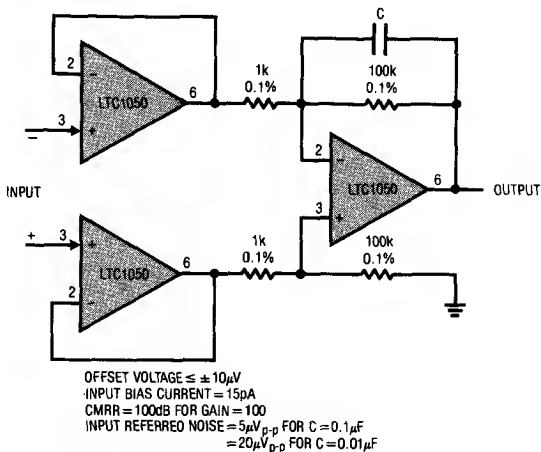 C
1k
0.1%
100k
0.1%
2
−
LTC1050
6
3
+
−
2
−
LTC1050
6
3
+
OUTPUT
INPUT
+
3
+
LTC1050
6
2
−
1k
0.1%
100k
0.1%
OFFSET VOLTAGE ≤ ±10µV
INPUT BIAS CURRENT = 15pA
CMRR = 100dB FOR GAIN = 100
INPUT REFERRED NOISE = 5µVp-p FOR C = 0.1µF
= 20µVp-p FOR C = 0.01µF